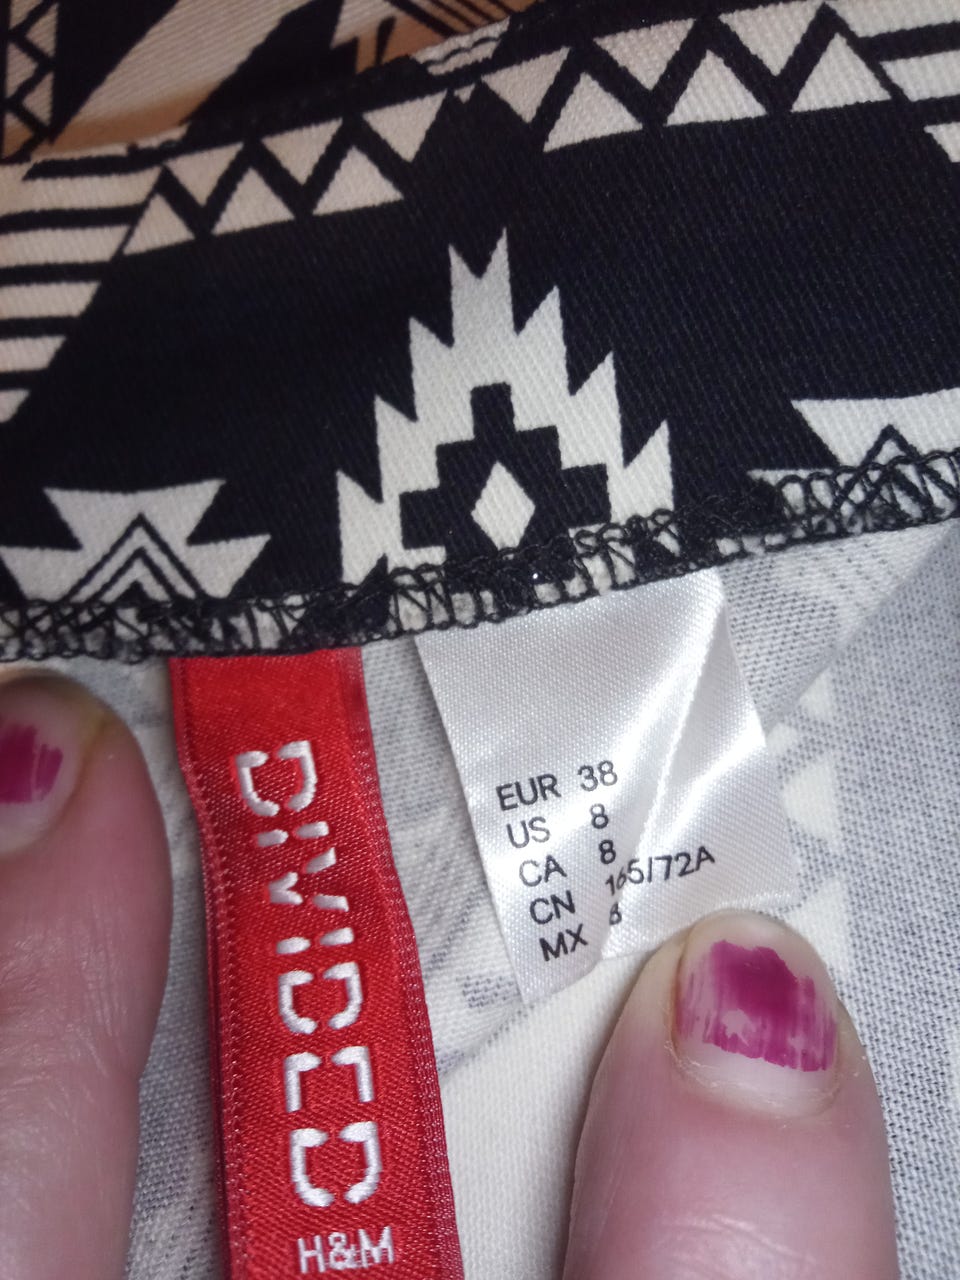 DIVIDED
H&M
EUR 38
US 8
CA 8
CN 165/72A
MX 8